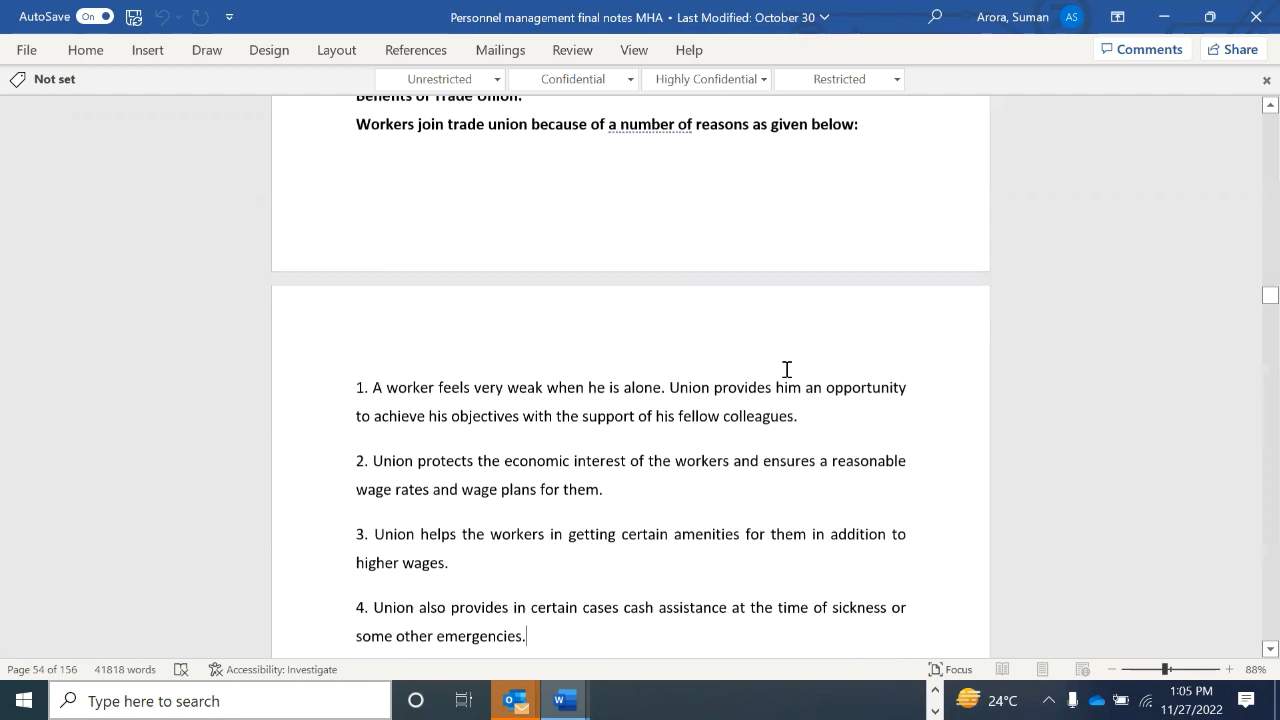 AutoSave On Personnel management final notes MHA • Last Modified: October 30 Arora, Suman AS
File Home Insert Draw Design Layout References Mailings Review View Help Comments Share
Not set Unrestricted Confidential Highly Confidential Restricted
Benefits of Trade Union:
Workers join trade union because of a number of reasons as given below:
1. A worker feels very weak when he is alone. Union provides him an opportunity
to achieve his objectives with the support of his fellow colleagues.
2. Union protects the economic interest of the workers and ensures a reasonable
wage rates and wage plans for them.
3. Union helps the workers in getting certain amenities for them in addition to
higher wages.
4. Union also provides in certain cases cash assistance at the time of sickness or
some other emergencies.
Page 54 of 156 41818 words Accessibility: Investigate Focus 88%
Type here to search 24°C 1:05 PM
11/27/2022